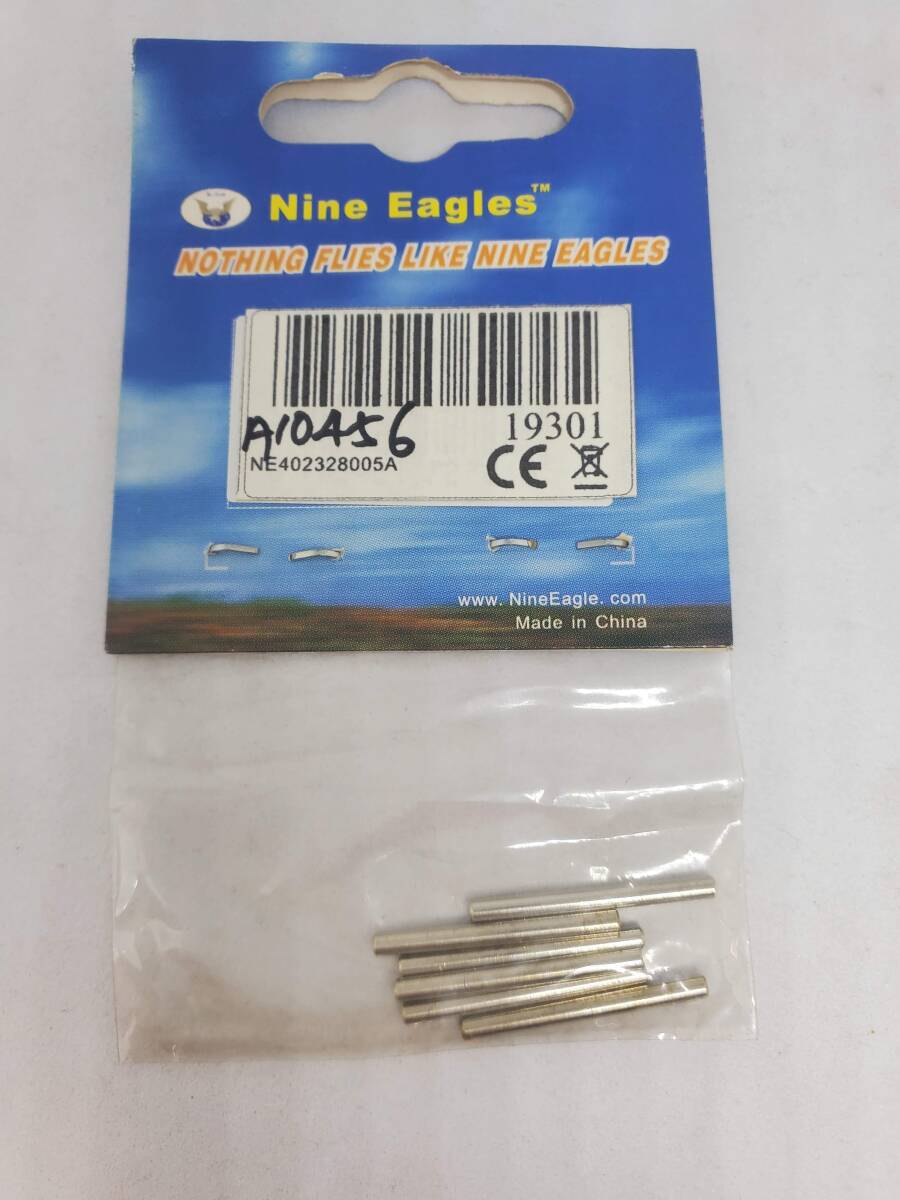 Nine Eagles™
NOTHING FLIES LIKE NINE EAGLES
A10456
19301
NE402328005A
CE
www. NineEagle. com
Made in China